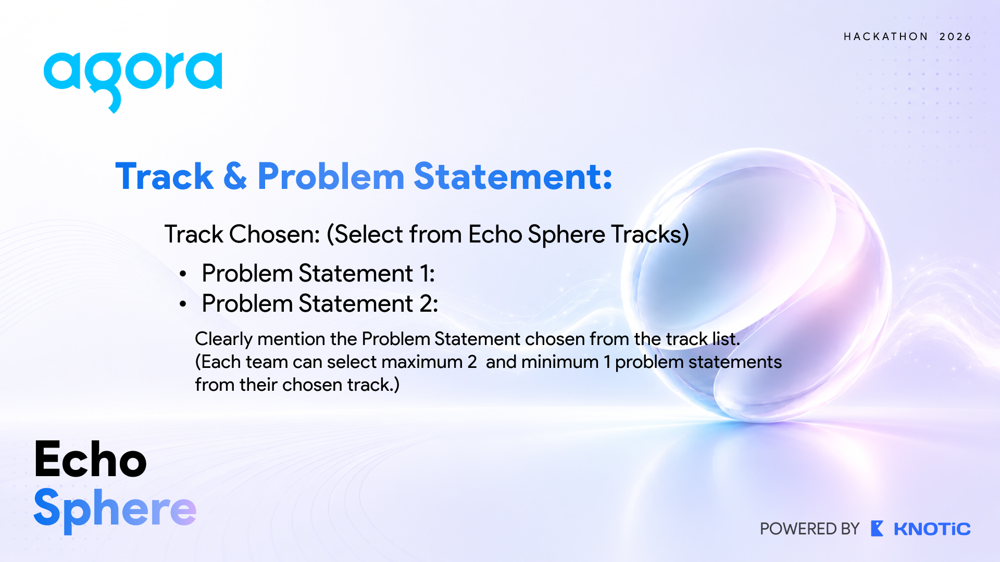 HACKATHON 2026
agora
Track & Problem Statement:
Track Chosen: (Select from Echo Sphere Tracks)
• Problem Statement 1:
• Problem Statement 2:
Clearly mention the Problem Statement chosen from the track list.
(Each team can select maximum 2  and minimum 1 problem statements
from their chosen track.)
Echo
Sphere
POWERED BY KNOTiC